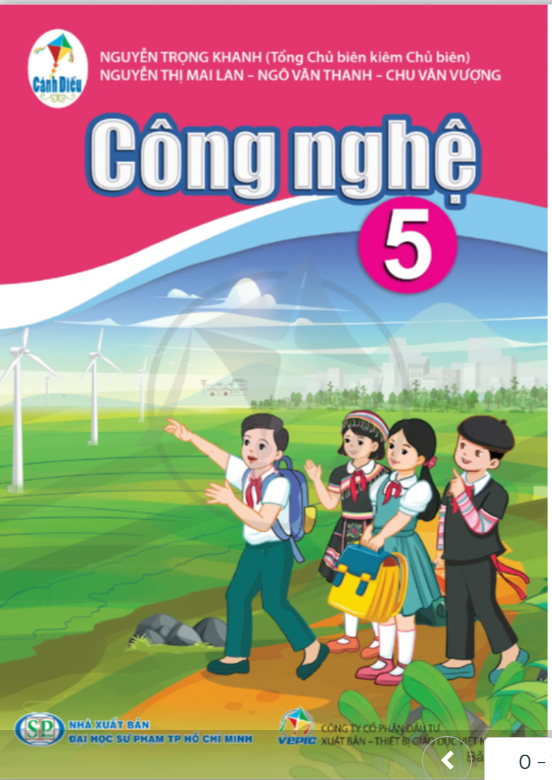 Cánh Diều
NGUYỄN TRỌNG KHANH (Tổng Chủ biên kiêm Chủ biên)
NGUYỄN THỊ MAI LAN – NGÔ VĂN THANH – CHU VĂN VƯỢNG
Công nghệ
5
SP
NHÀ XUẤT BẢN
ĐẠI HỌC SƯ PHẠM TP HỒ CHÍ MINH
VEPIC
CÔNG TY CỔ PHẦN ĐẦU TƯ
XUẤT BẢN – THIẾT BỊ GIÁO DỤC VIỆT
0 –